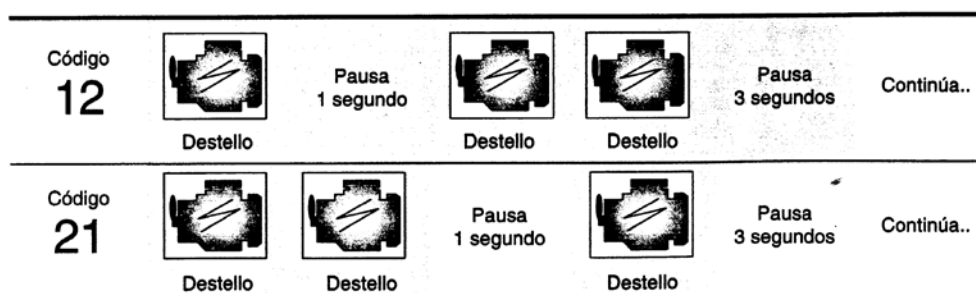 Código
12
Destello
Pausa
1 segundo
Destello
Destello
Pausa
3 segundos
Continúa..
Código
21
Destello
Destello
Pausa
1 segundo
Destello
Pausa
3 segundos
Continúa..